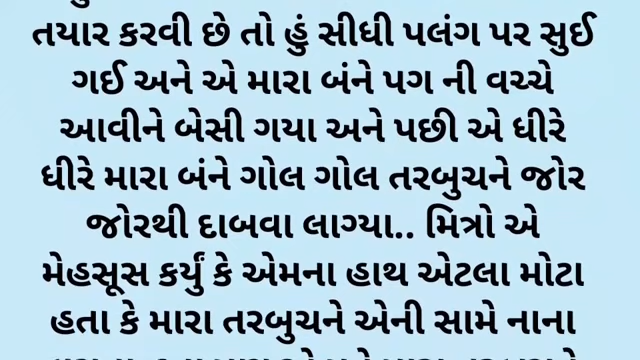 તયાર કરવી છે તો હું સીધી પલંગ પર સુઈ
ગઈ અને એ મારા બંને પગ ની વચ્ચે
આવીને બેસી ગયા અને પછી એ ધીરે
ધીરે મારા બંને ગોલ ગોલ તરબુચને જોર
જોરથી દાબવા લાગ્યા.. મિત્રો એ
મેહસૂસ કર્યું કે એમના હાથ એટલા મોટા
હતા કે મારા તરબુચને એની સામે નાના